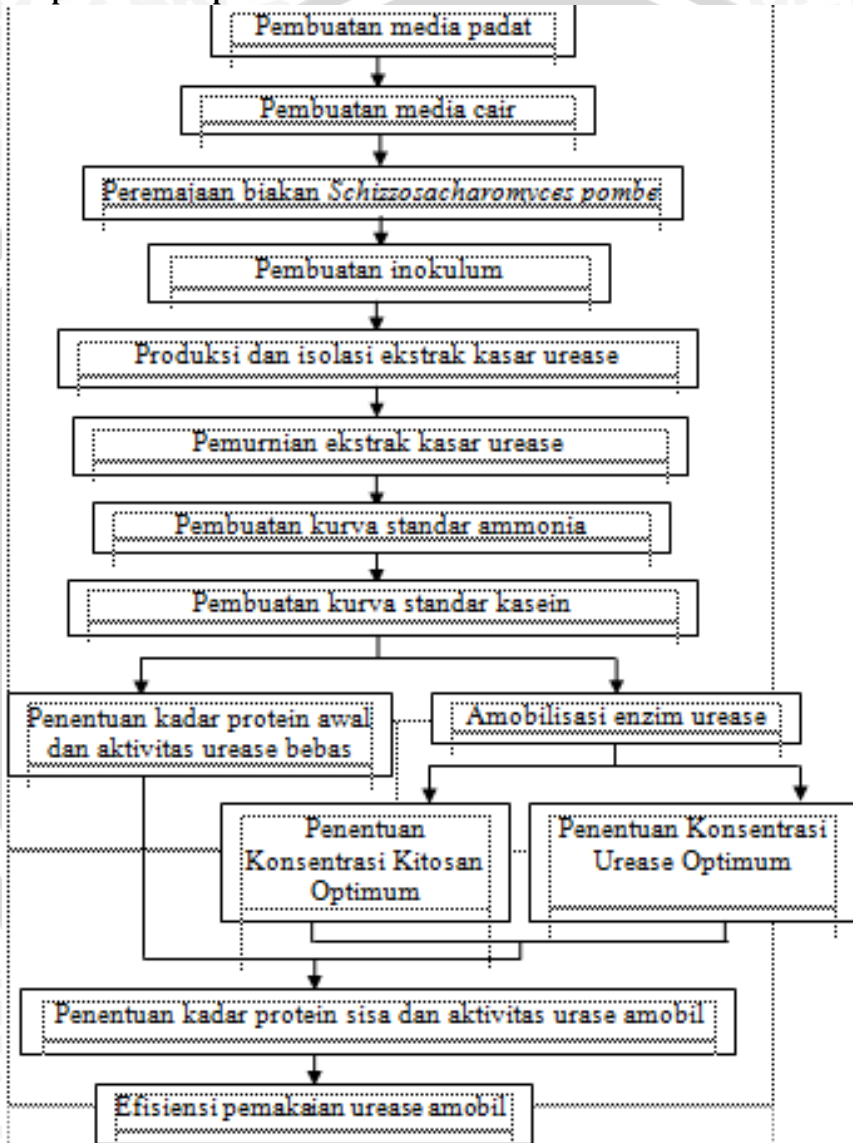 Pembuatan media padat
Pembuatan media cair
Peremajaan biakan Schizzosacharomyces pombe
Pembuatan inokulum
Produksi dan isolasi ekstrak kasar urease
Pemurnian ekstrak kasar urease
Pembuatan kurva standar ammonia
Pembuatan kurva standar kasein
Penentuan kadar protein awal
dan aktivitas urease bebas
Amobilisasi enzim urease
Penentuan
Konsentrasi Kitosan
Optimum
Penentuan Konsentrasi
Urease Optimum
Penentuan kadar protein sisa dan aktivitas urase amobil
Efisiensi pemakaian urease amobil